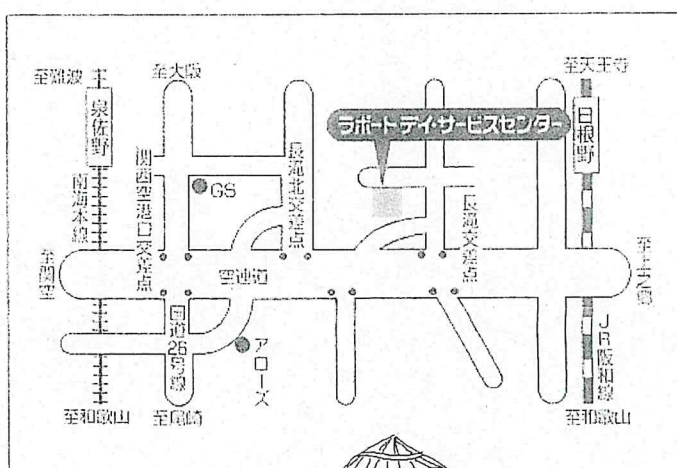 至難波
至大阪
至天王寺
泉佐野
ラポートデイ・サービスセンター
日根野
関西空港口交差点
長滝北交差点
GS
南海本線
長滝交差点
至関空
空連道
至上之郷
国道26号線
アローズ
JR阪和線
至和歌山
至尾崎
至和歌山